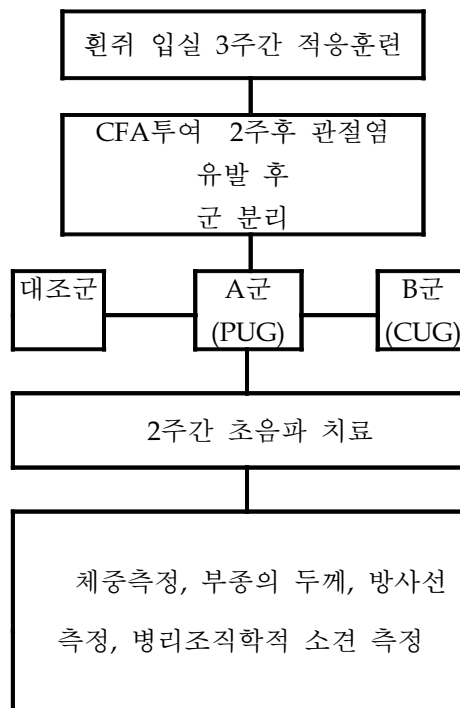 흰쥐 입실 3주간 적응훈련
CFA투여 2주후 관절염
유발 후
군 분리
대조군
A군
(PUG)
B군
(CUG)
2주간 초음파 치료
체중측정, 부종의 두께, 방사선
측정, 병리조직학적 소견 측정